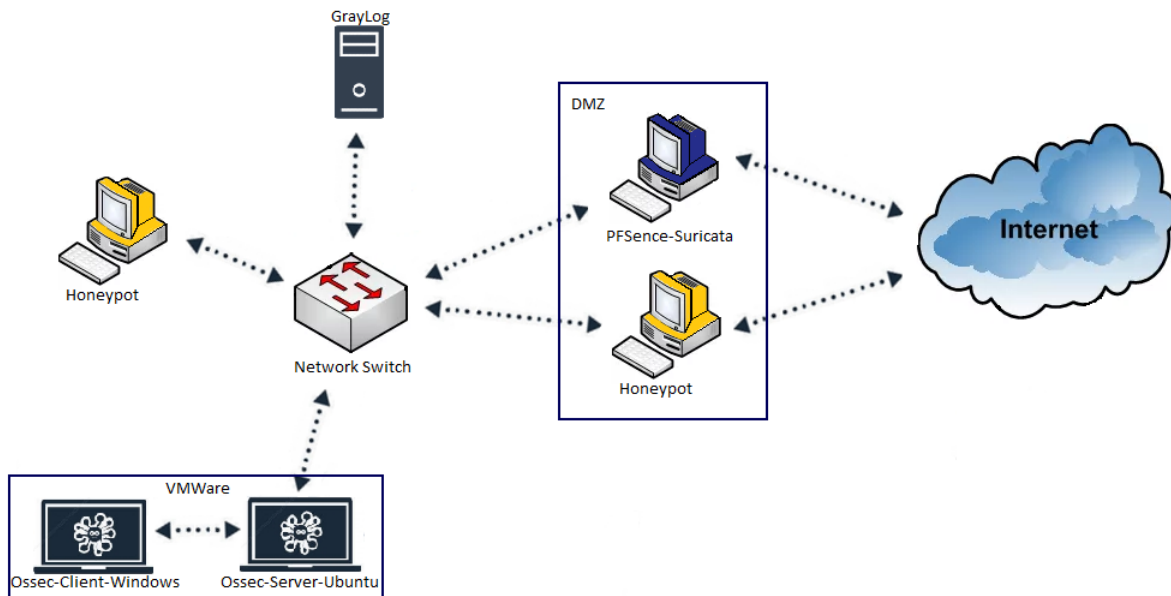 GrayLog
DMZ
PFSence-Suricata
Internet
Honeypot
Network Switch
Honeypot
VMWare
Ossec-Client-Windows
Ossec-Server-Ubuntu